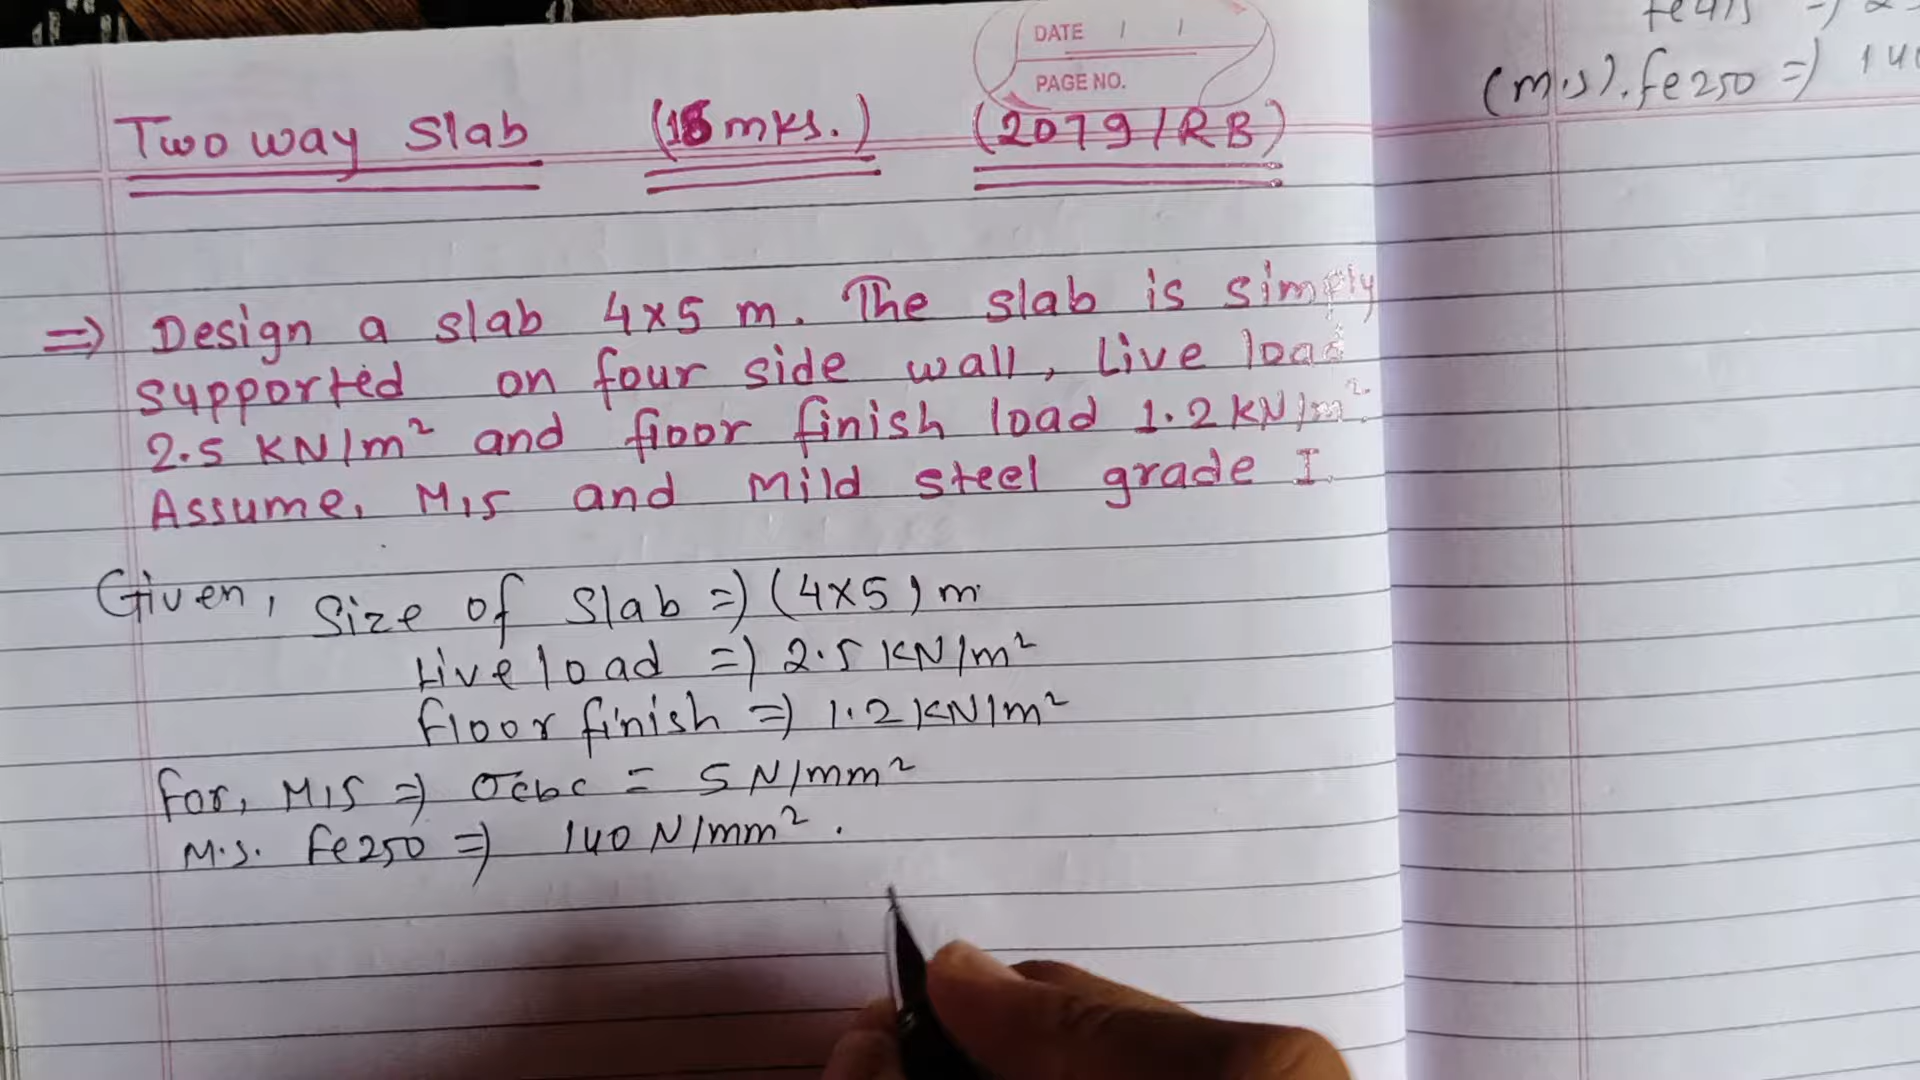 DATE / /
PAGE NO.
Two way Slab (15 mks.) (2079/RB)
=) Design a slab 4x5 m. The slab is simply
supported on four side wall, Live load
2.5 KN/m² and floor finish load 1.2 KN/m².
Assume, M15 and Mild steel grade I.
Given, Size of Slab =) (4x5) m
Live load =) 2.5 KN/m²
floor finish =) 1.2 KN/m²
for, M15 =) σcbc = 5 N/mm²
M.S. fe250 =) 140 N/mm².
(m.s). fe250 =) 140